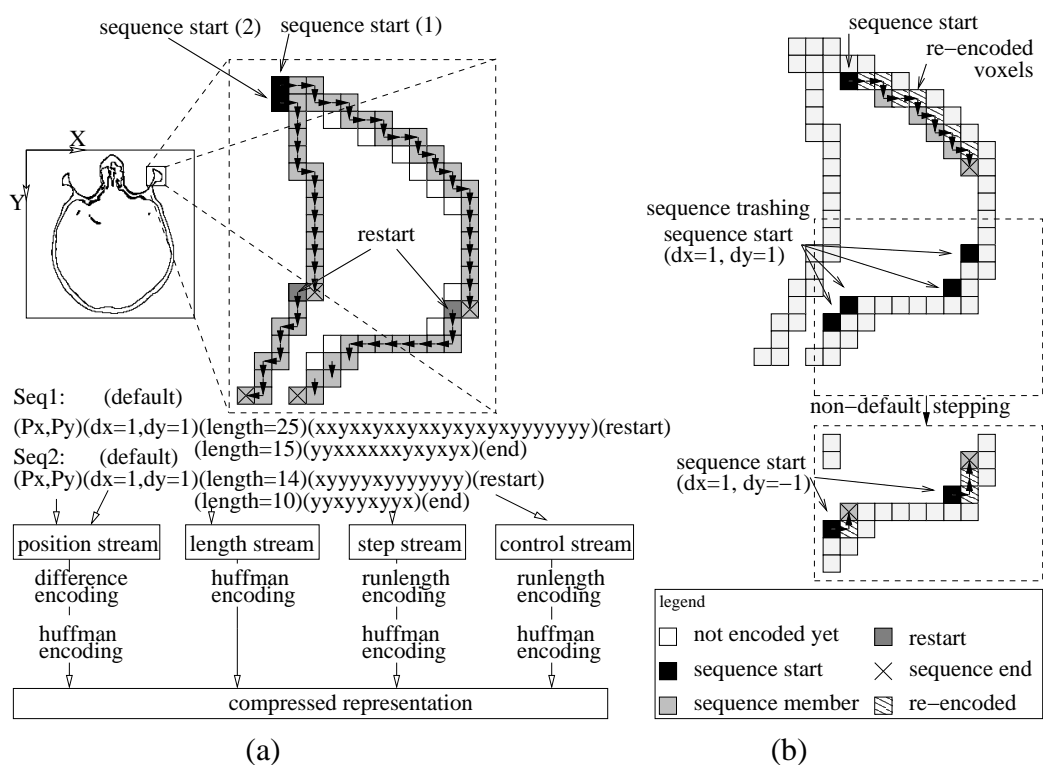 sequence start (2)
sequence start (1)
X
Y
restart
Seq1: (default)
(Px,Py)(dx=1,dy=1)(length=25)(xxyxxyxxyxxyxyxyxyyyyyyyy)(restart)
(length=15)(yyxxxxxxyxyxyx)(end)
Seq2: (default)
(Px,Py)(dx=1,dy=1)(length=14)(xyyyyxyyyyyyy)(restart)
(length=10)(yyxyyxyyx)(end)
position stream
length stream
step stream
control stream
difference
encoding
huffman
encoding
runlength
encoding
runlength
encoding
huffman
encoding
huffman
encoding
huffman
encoding
compressed representation
(a)
sequence start
re-encoded
voxels
sequence trashing
sequence start
(dx=1, dy=1)
non-default stepping
sequence start
(dx=1, dy=-1)
legend
not encoded yet
restart
sequence start
sequence end
sequence member
re-encoded
(b)